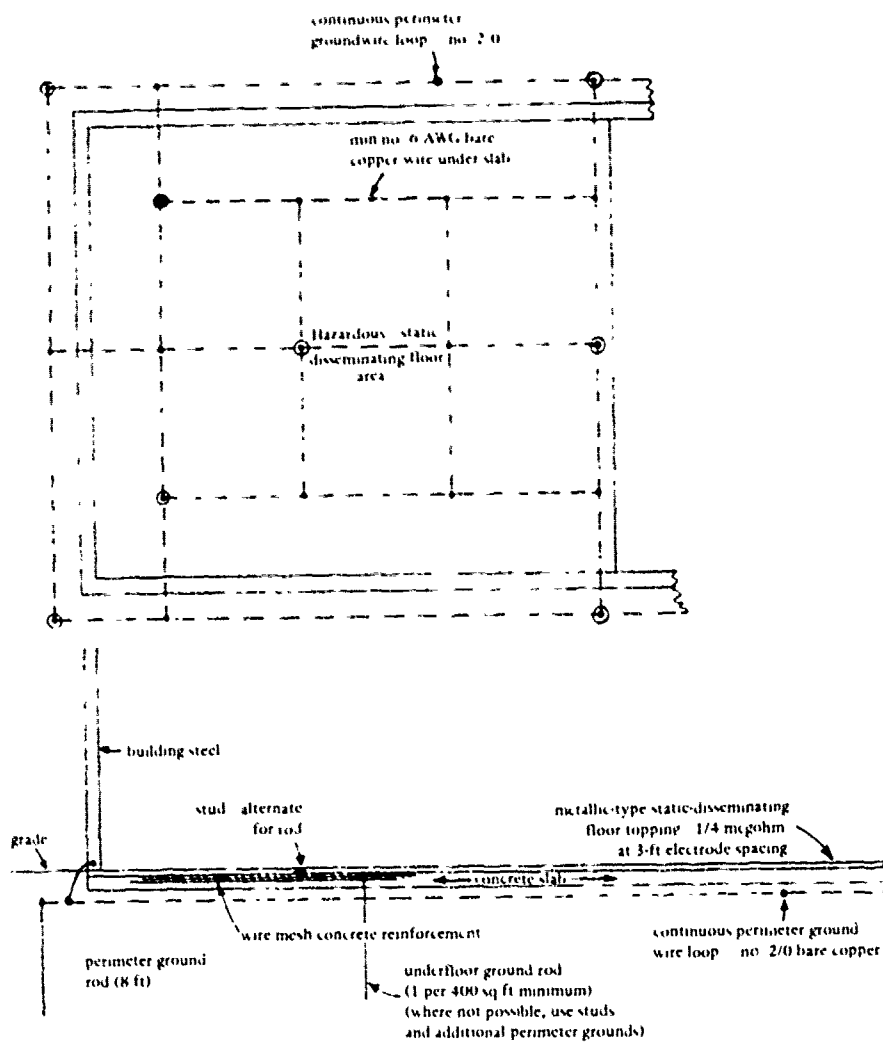 continuous perimeter
groundwire loop no 2 0
min no 6 AWG bare
copper wire under slab
Hazardous static
disseminating floor
area
building steel
stud alternate
for rod
metallic-type static-disseminating
floor topping 1/4 megohm
at 3-ft electrode spacing
grade
concrete slab
wire mesh concrete reinforcement
continuous perimeter ground
wire loop no 2/0 bare copper
perimeter ground
rod (8 ft)
underfloor ground rod
(1 per 400 sq ft minimum)
(where not possible, use studs
and additional perimeter grounds)